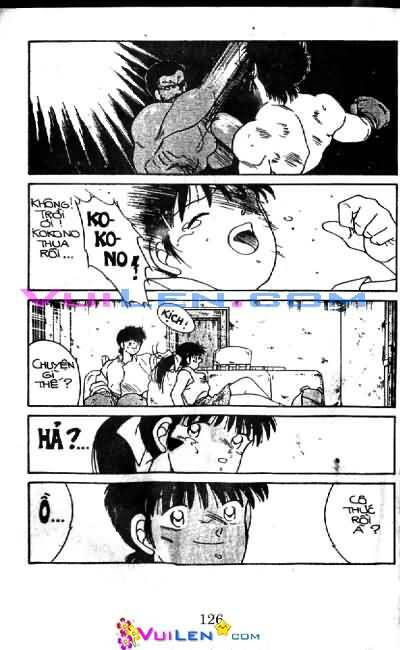 KHÔNG!
TRỜI
ƠI!
KOKONO
THUA
RỒI...
KO-
KO-
NO!
VuiLen.com
KÍCH!
CHUYỆN
GÌ
THẾ?
HẢ?...
Ồ...
CÔ
THỨC
RỒI
À?
126
VuiLen.com